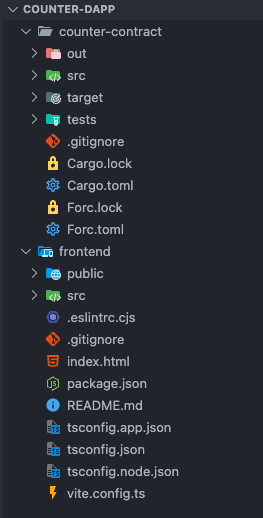 COUNTER-DAPP
counter-contract
out
src
target
tests
.gitignore
Cargo.lock
Cargo.toml
Forc.lock
Forc.toml
frontend
public
src
.eslintrc.cjs
.gitignore
index.html
package.json
README.md
tsconfig.app.json
tsconfig.json
tsconfig.node.json
vite.config.ts